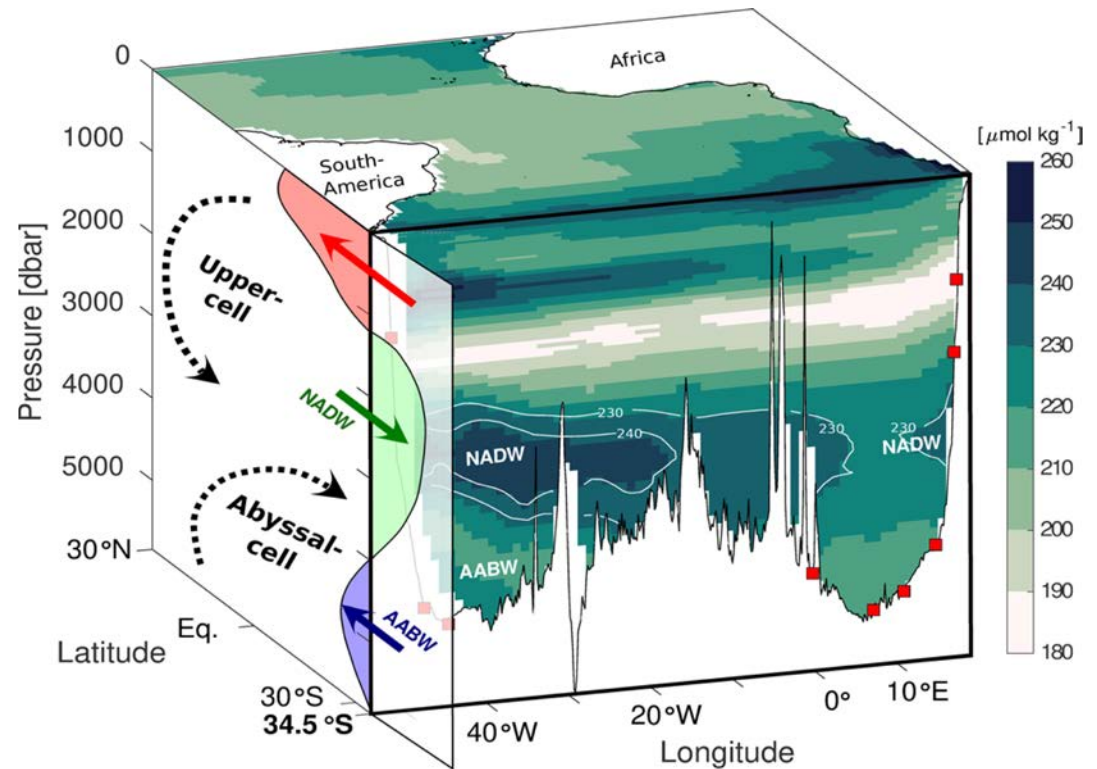 0
1000
2000
3000
4000
5000
Pressure [dbar]
30°N
Eq.
30°S
34.5 °S
Latitude
40°W
20°W
0°
10°E
Longitude
Africa
South-
America
Upper-
cell
Abyssal-
cell
NADW
AABW
230
240
NADW
AABW
230
230
NADW
[μmol kg⁻¹]
260
250
240
230
220
210
200
190
180